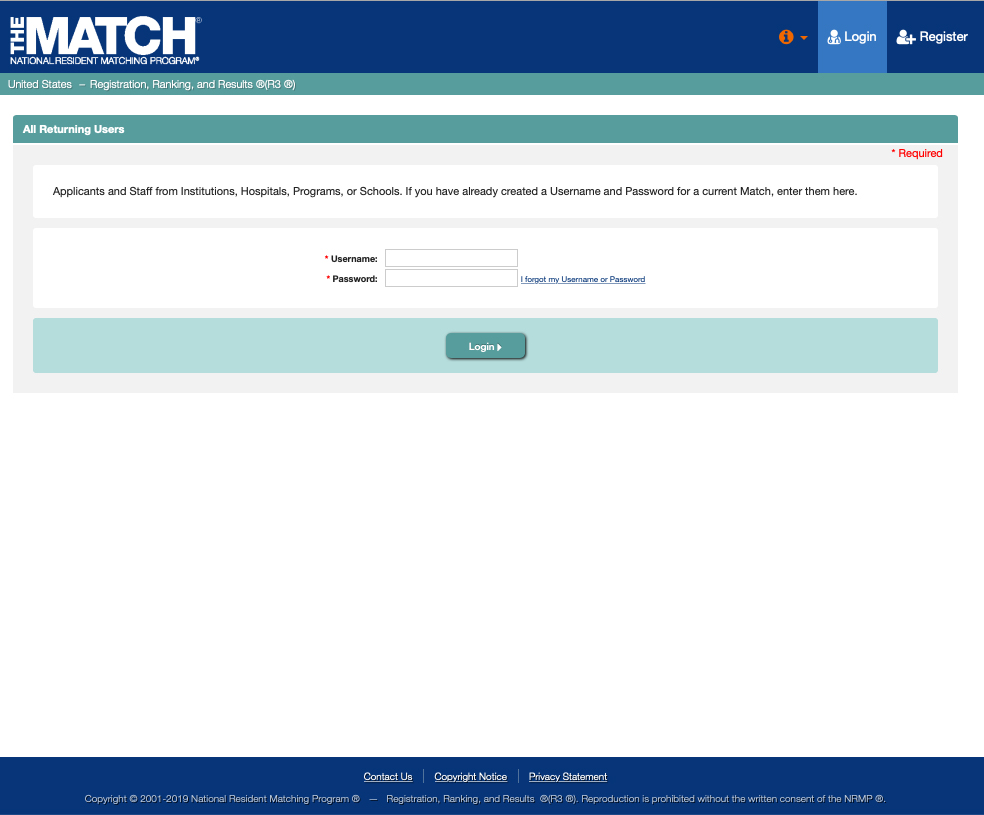 THE MATCH®
NATIONAL RESIDENT MATCHING PROGRAM®
Login
Register
United States – Registration, Ranking, and Results ®(R3 ®)
All Returning Users
* Required
Applicants and Staff from Institutions, Hospitals, Programs, or Schools. If you have already created a Username and Password for a current Match, enter them here.
* Username:
* Password: I forgot my Username or Password
Login
Contact Us Copyright Notice Privacy Statement
Copyright © 2001-2019 National Resident Matching Program ® — Registration, Ranking, and Results ®(R3 ®). Reproduction is prohibited without the written consent of the NRMP ®.